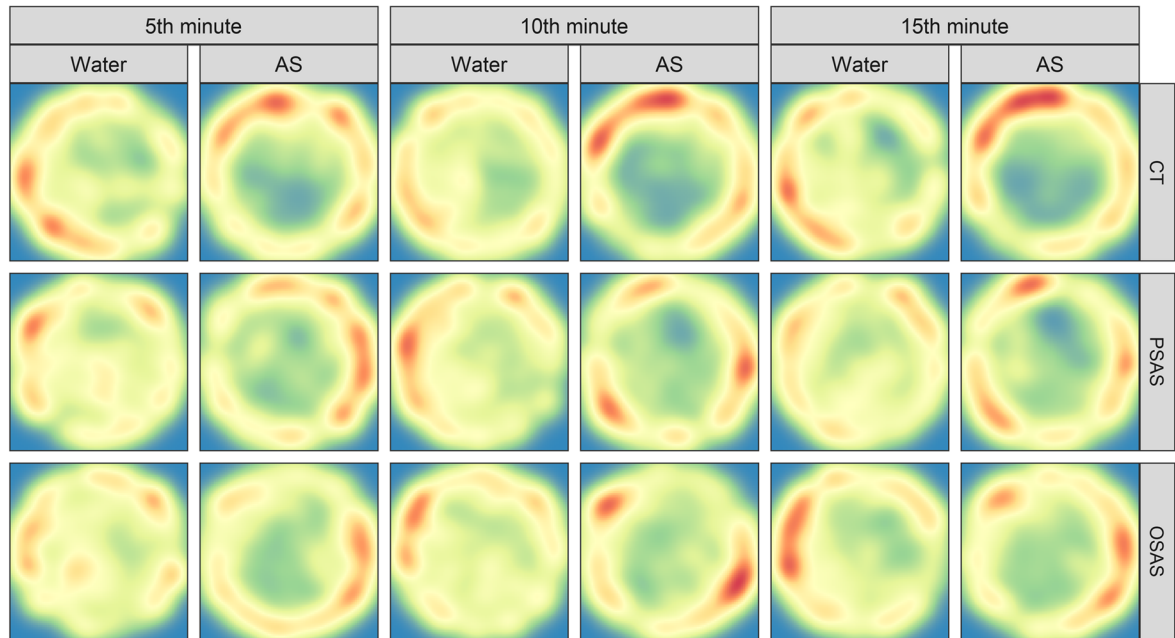 5th minute 10th minute 15th minute
Water AS Water AS Water AS
CT
PSAS
OSAS